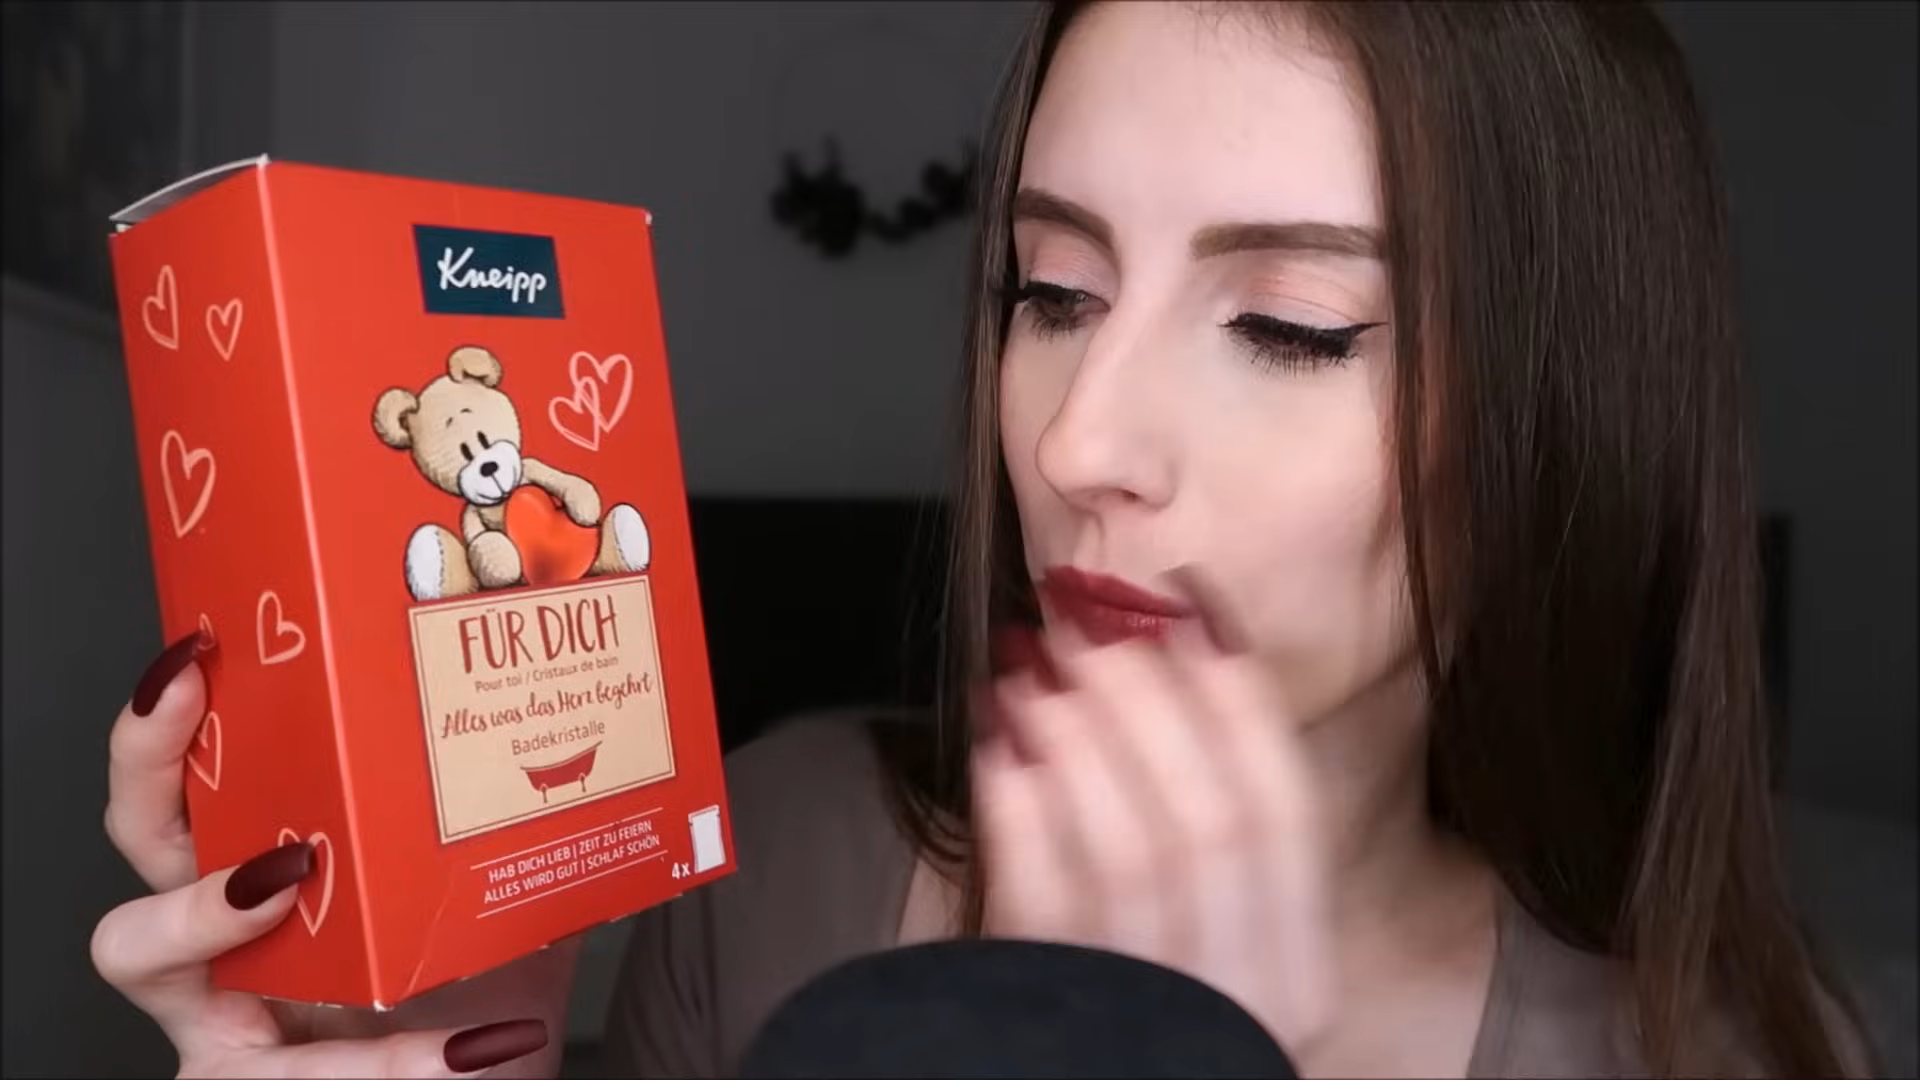 Kneipp
FÜR DICH
Pour toi / Cristaux de bain
Alles was das Herz begehrt
Badekristalle
HAB DICH LIEB | ZEIT ZU FEIERN
ALLES WIRD GUT | SCHLAF SCHÖN
4x